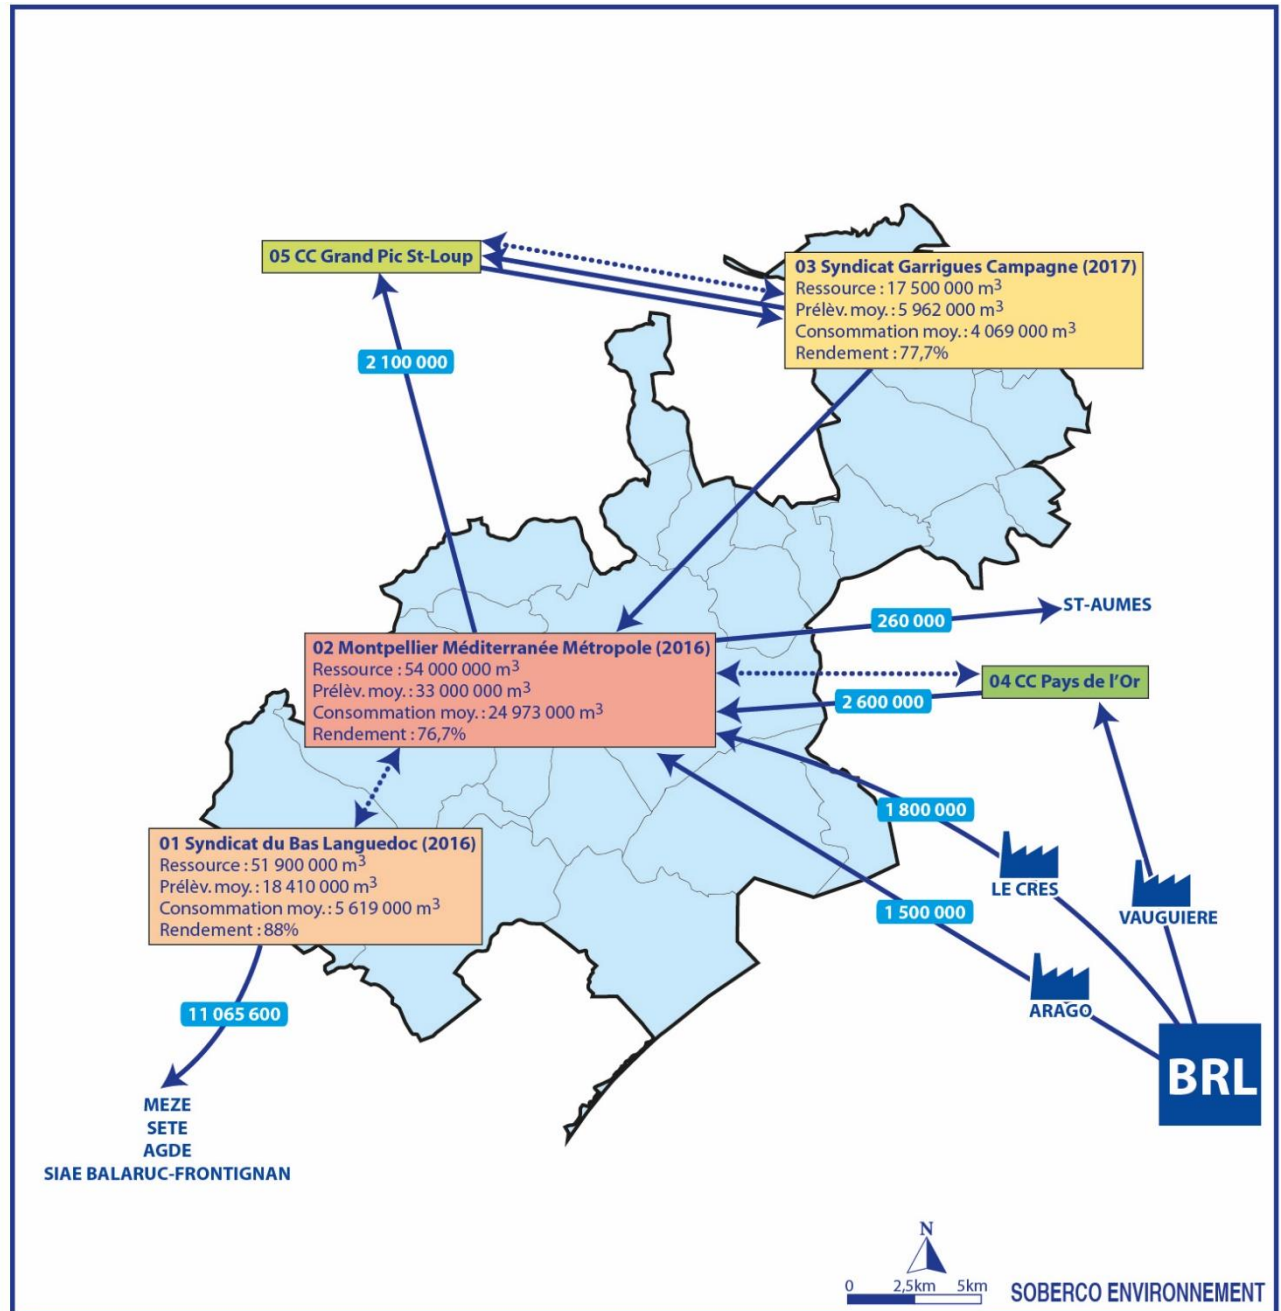 05 CC Grand Pic St-Loup
03 Syndicat Garrigues Campagne (2017)
Ressource : 17 500 000 m³
Prélèv. moy. : 5 962 000 m³
Consommation moy. : 4 069 000 m³
Rendement : 77,7%
2 100 000
ST-AUMES
260 000
02 Montpellier Méditerranée Métropole (2016)
Ressource : 54 000 000 m³
Prélèv. moy. : 33 000 000 m³
Consommation moy. : 24 973 000 m³
Rendement : 76,7%
04 CC Pays de l'Or
2 600 000
1 800 000
01 Syndicat du Bas Languedoc (2016)
Ressource : 51 900 000 m³
Prélèv. moy. : 18 410 000 m³
Consommation moy. : 5 619 000 m³
Rendement : 88%
LE CRES
VAUGUIERE
1 500 000
ARAGO
11 065 600
BRL
MEZE
SETE
AGDE
SIAE BALARUC-FRONTIGNAN
N
0 2,5km 5km
SOBERCO ENVIRONNEMENT